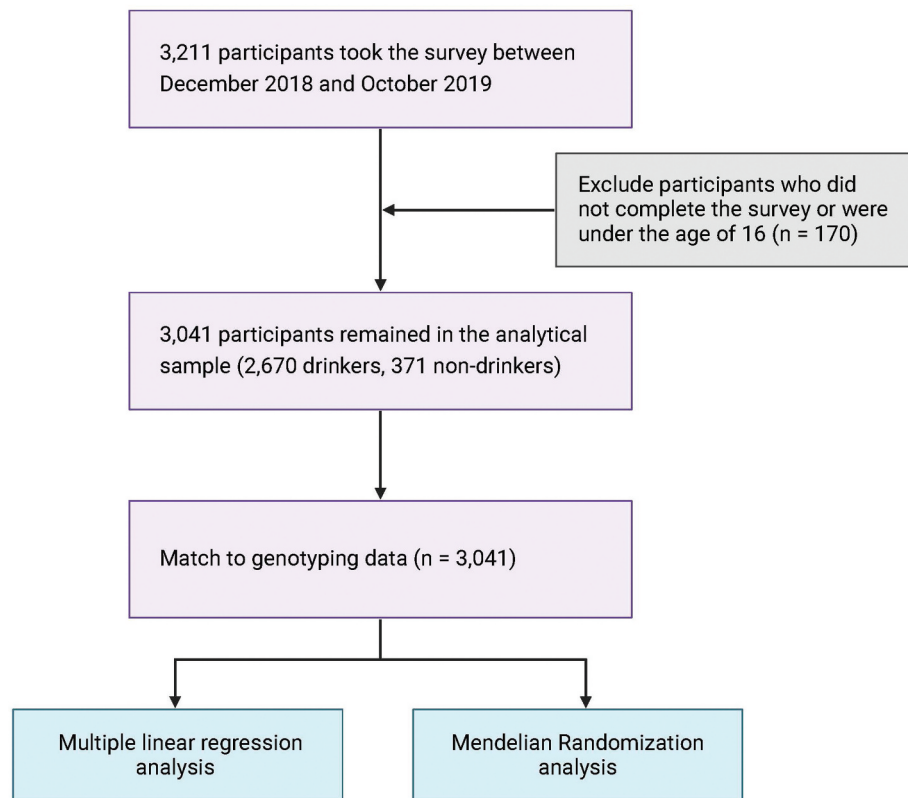 3,211 participants took the survey between
December 2018 and October 2019
Exclude participants who did
not complete the survey or were
under the age of 16 (n = 170)
3,041 participants remained in the analytical
sample (2,670 drinkers, 371 non-drinkers)
Match to genotyping data (n = 3,041)
Multiple linear regression
analysis
Mendelian Randomization
analysis